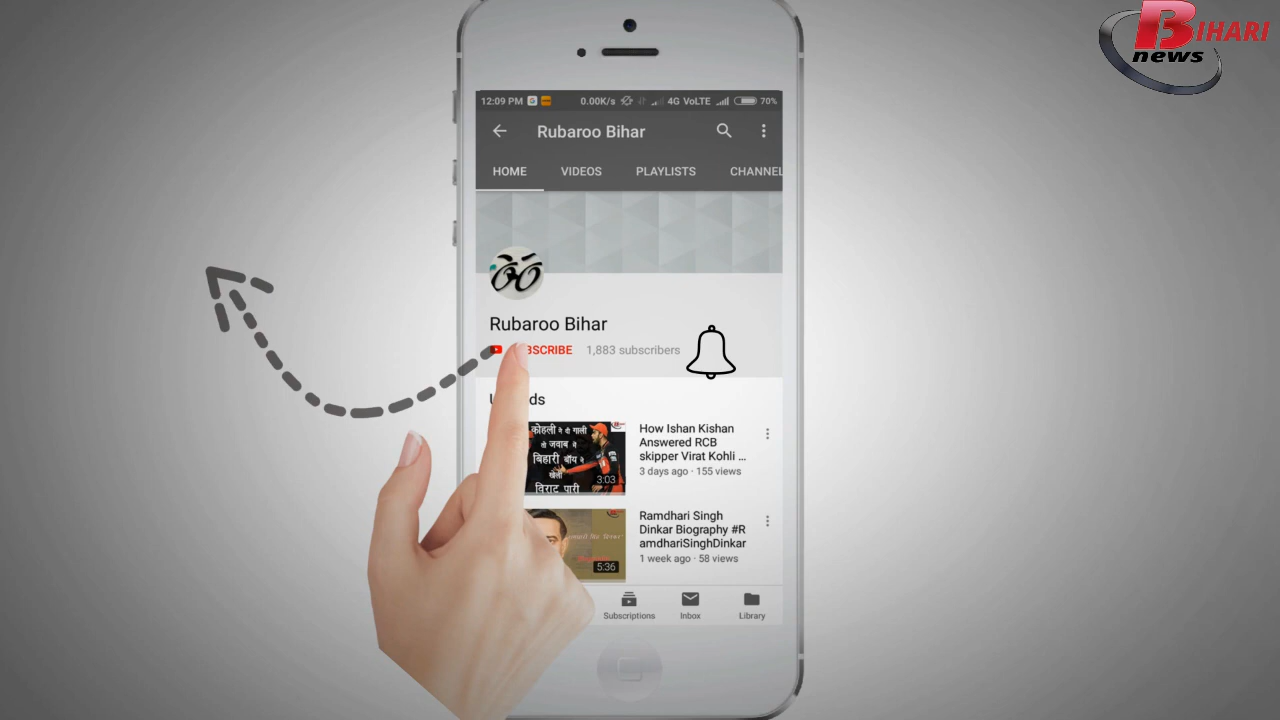 BIHARI
news
12:09 PM 0.00K/s 4G VoLTE 70%
Rubaroo Bihar
HOME VIDEOS PLAYLISTS CHANNEL
Rubaroo Bihar
1,883 subscribers
How Ishan Kishan
Answered RCB
skipper Virat Kohli ...
3 days ago · 155 views
कोहली ने दी गाली
तो जवाब में
बिहारी बॉय ने
खेली
विराट पारी
3:03
Ramdhari Singh
Dinkar Biography #R
amdhariSinghDinkar
1 week ago · 58 views
5:36
Subscriptions Inbox Library